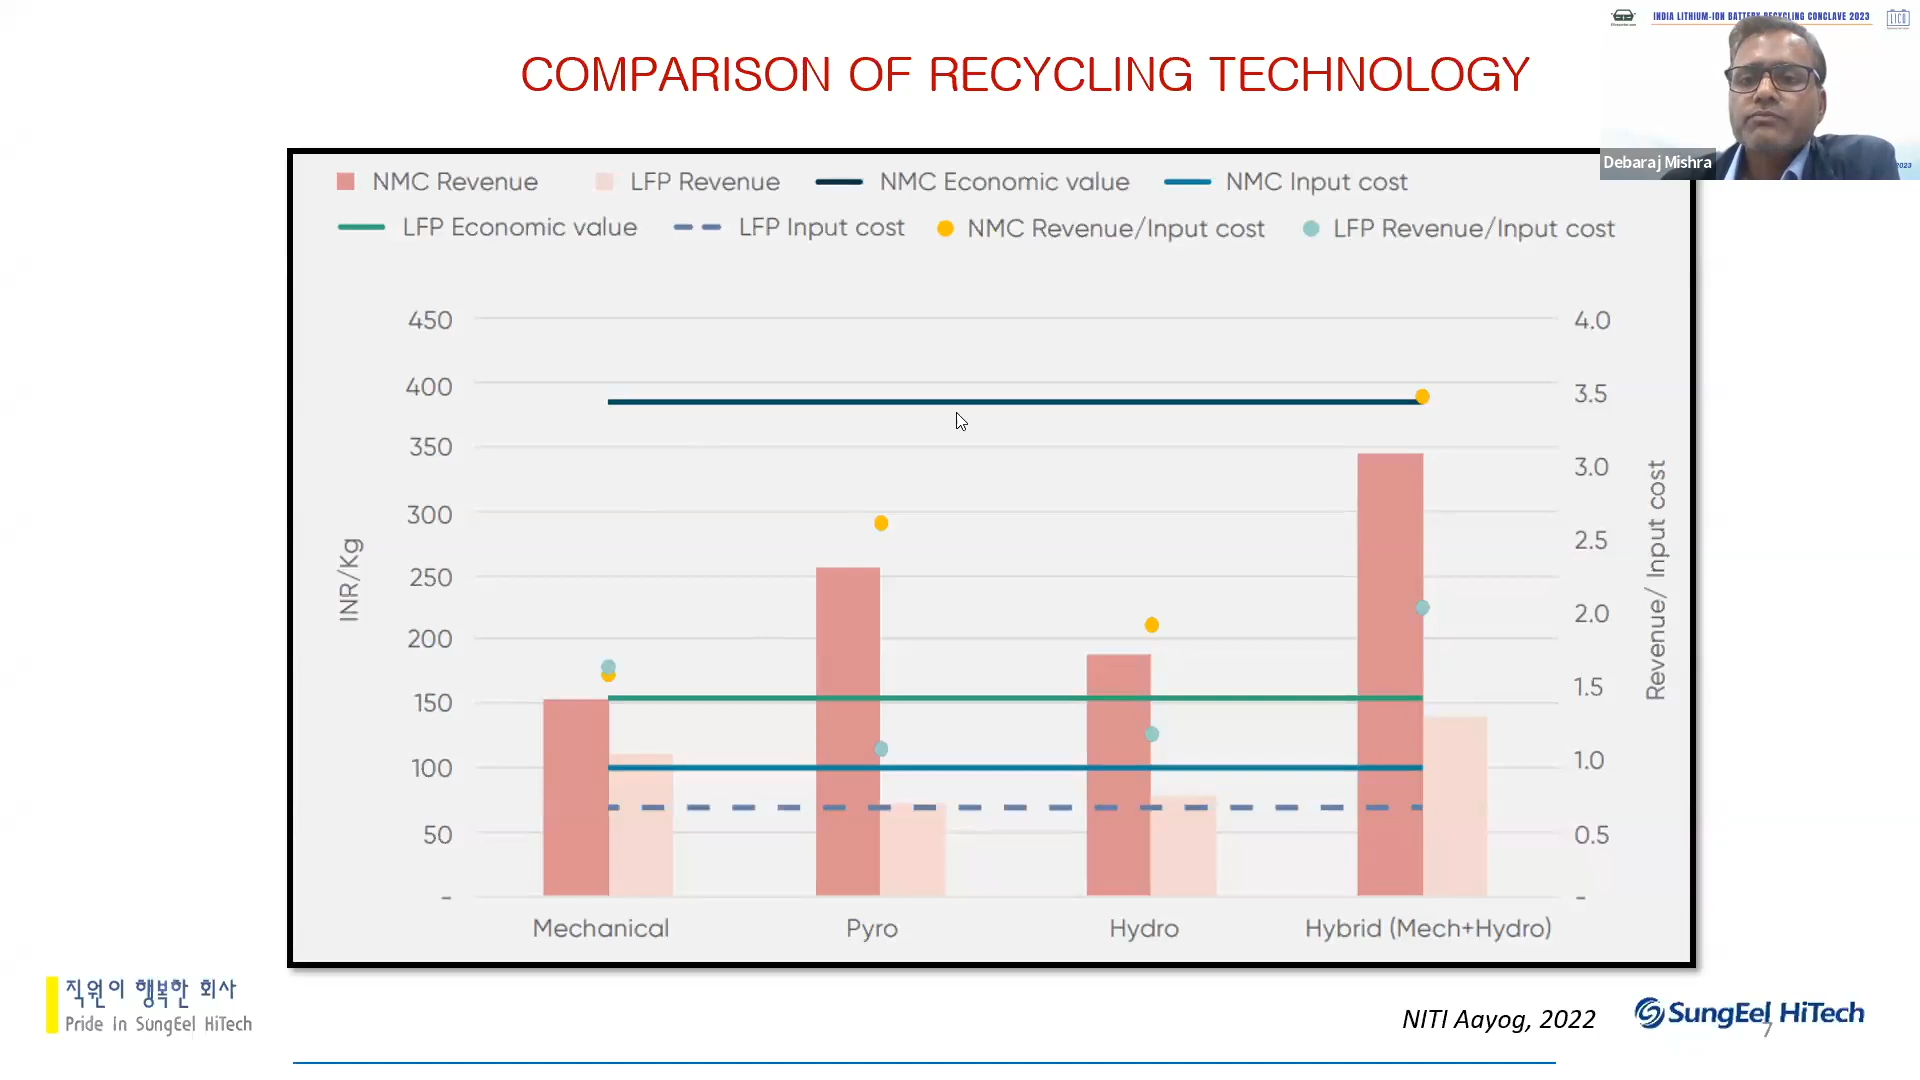 INDIA LITHIUM-ION BATTERY RECYCLING CONCLAVE 2023
LICO
COMPARISON OF RECYCLING TECHNOLOGY
Debaraj Mishra
2023
NMC Revenue LFP Revenue NMC Economic value NMC Input cost
LFP Economic value LFP Input cost NMC Revenue/Input cost LFP Revenue/Input cost
450 4.0
400 3.5
350 3.0
300 2.5
250 2.0
200 1.5
150 1.0
100 0.5
50 -
-
INR/Kg
Revenue/ Input cost
Mechanical Pyro Hydro Hybrid (Mech+Hydro)
직원이 행복한 회사
Pride in SungEel HiTech
NITI Aayog, 2022
SungEel HiTech
7